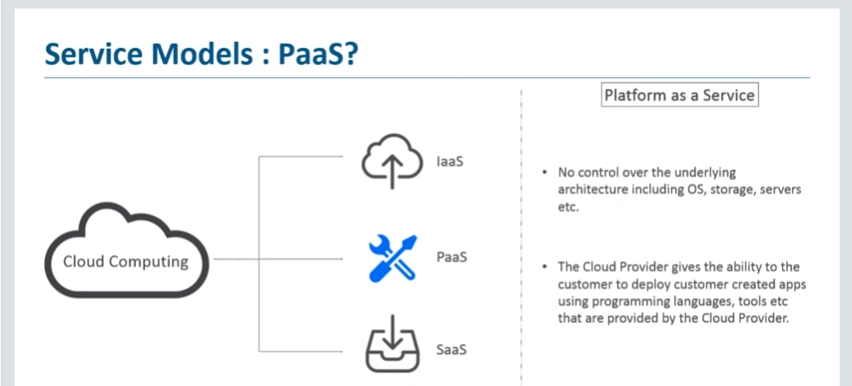 Service Models : PaaS?
Platform as a Service
IaaS
• No control over the underlying
architecture including OS, storage, servers
etc.
Cloud Computing
PaaS
• The Cloud Provider gives the ability to the
customer to deploy customer created apps
using programming languages, tools etc
that are provided by the Cloud Provider.
SaaS